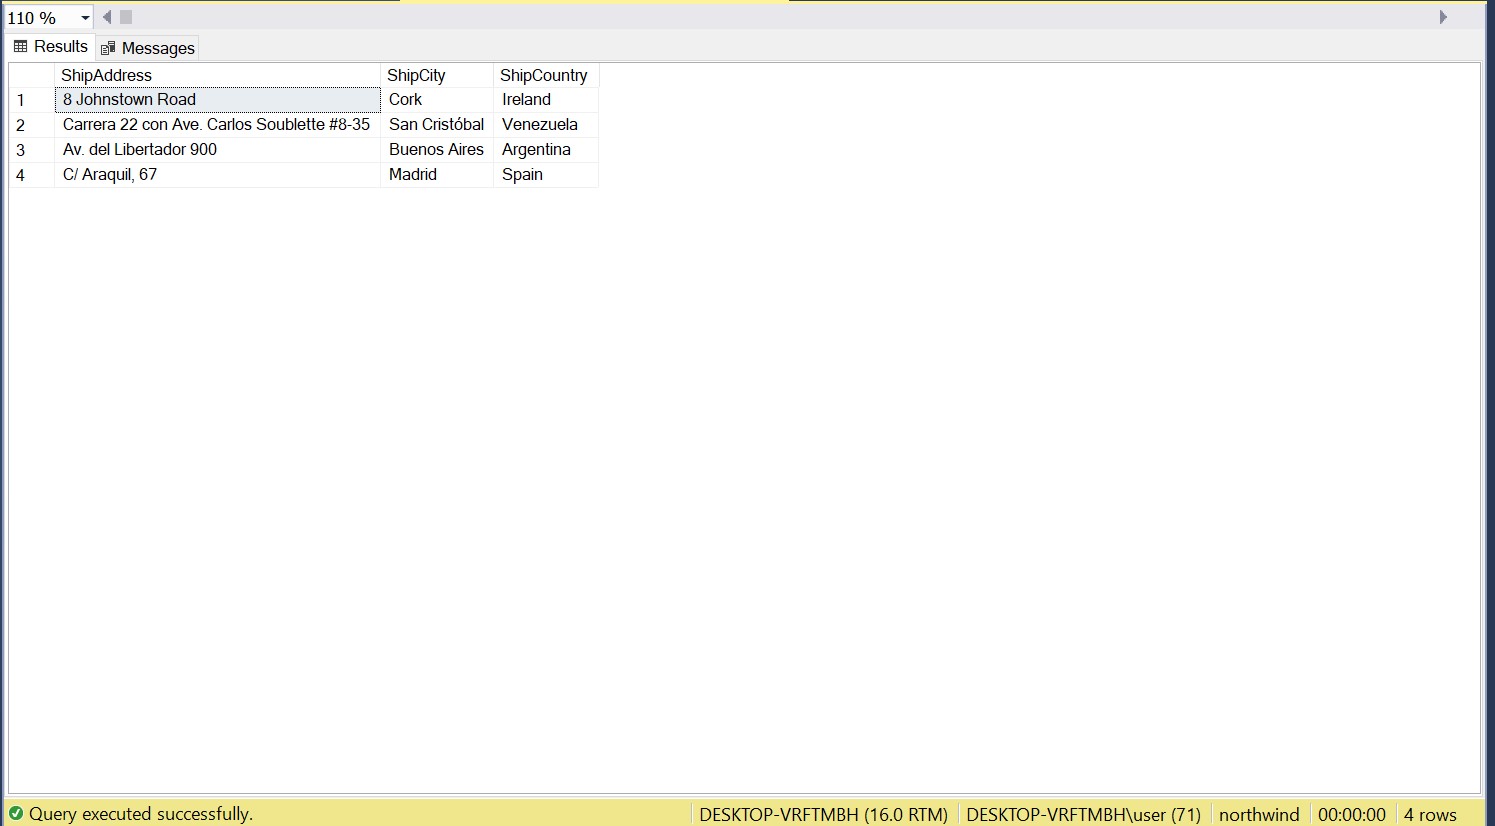 110 %
Results Messages
ShipAddress ShipCity ShipCountry
1 8 Johnstown Road Cork Ireland
2 Carrera 22 con Ave. Carlos Soublette #8-35 San Cristóbal Venezuela
3 Av. del Libertador 900 Buenos Aires Argentina
4 C/ Araquil, 67 Madrid Spain
Query executed successfully. DESKTOP-VRFTMBH (16.0 RTM) DESKTOP-VRFTMBH\user (71) northwind 00:00:00 4 rows